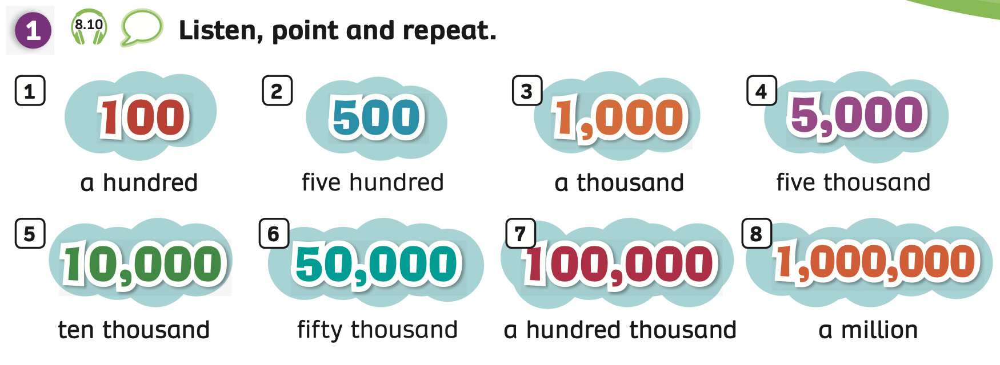 1 8.10 Listen, point and repeat.
1 100 2 500 3 1,000 4 5,000
a hundred five hundred a thousand five thousand
5 10,000 6 50,000 7 100,000 8 1,000,000
ten thousand fifty thousand a hundred thousand a million